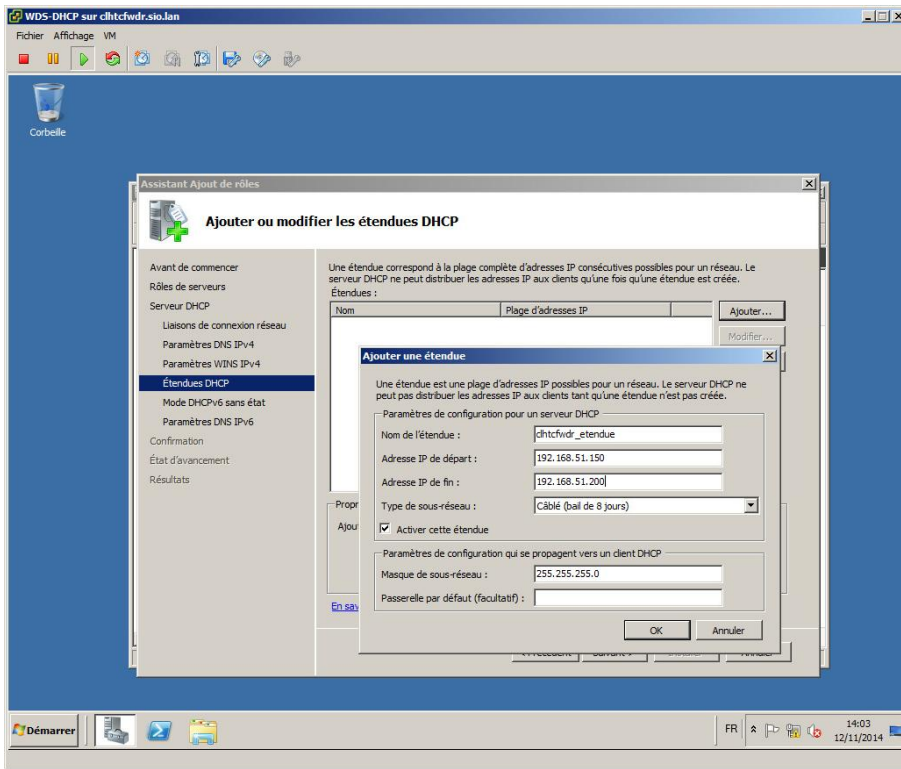 WDS-DHCP sur clhtcfwdr.sio.lan
Fichier Affichage VM
Corbeille
Assistant Ajout de rôles
Ajouter ou modifier les étendues DHCP
Avant de commencer
Rôles de serveurs
Serveur DHCP
Liaisons de connexion réseau
Paramètres DNS IPv4
Paramètres WINS IPv4
Étendues DHCP
Mode DHCPv6 sans état
Paramètres DNS IPv6
Confirmation
État d'avancement
Résultats
Une étendue correspond à la plage complète d'adresses IP consécutives possibles pour un réseau. Le
serveur DHCP ne peut distribuer les adresses IP aux clients qu'une fois qu'une étendue est créée.
Étendues :
Nom Plage d'adresses IP
Ajouter...
Modifier...
Propr
Ajou
En sav
Ajouter une étendue
Une étendue est une plage d'adresses IP possibles pour un réseau. Le serveur DHCP ne
peut pas distribuer les adresses IP aux clients tant qu'une étendue n'est pas créée.
Paramètres de configuration pour un serveur DHCP
Nom de l'étendue : clhtcfwdr_etendue
Adresse IP de départ : 192.168.51.150
Adresse IP de fin : 192.168.51.200
Type de sous-réseau : Câblé (bail de 8 jours)
Activer cette étendue
Paramètres de configuration qui se propagent vers un client DHCP
Masque de sous-réseau : 255.255.255.0
Passerelle par défaut (facultatif) :
OK Annuler
Démarrer
FR
14:03
12/11/2014